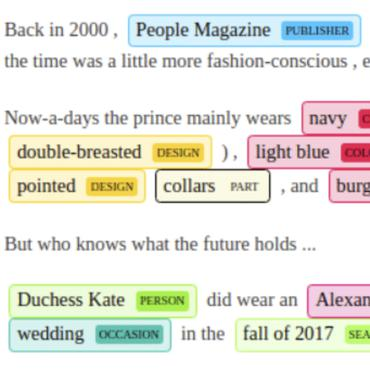 Back in 2000 , People Magazine PUBLISHER
the time was a little more fashion-conscious , e
Now-a-days the prince mainly wears navy C
double-breasted DESIGN ) , light blue COL
pointed DESIGN collars PART , and burg
But who knows what the future holds ...
Duchess Kate PERSON did wear an Alexan
wedding OCCASION in the fall of 2017 SEA